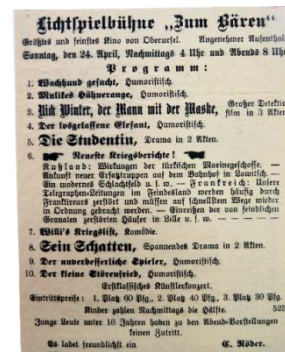 Lichtspielbühne „Zum Bären“
Größtes und feinstes Kino von Oberursel. Angenehmer Aufenthalt
Sonntag, den 24. April, Nachmittags 4 Uhr und Abends 8 Uhr
Programm:
1. Wachhund gesucht, Humoristisch.
2. Malikes Hühnerange, Humoristisch.
3. Nick Winter, der Mann mit der Maske, Großer Detektiv
film in 3 Akten
4. Der losgelassene Elefant, Humoristisch.
5. Die Studentin, Drama in 2 Akten.
6. Neueste Kriegsberichte!
Rußland: Wirkungen der türkischen Marinegeschosse. —
Ankunft neuer Ersatztruppen auf dem Bahnhof in Lowitsch. —
Ein modernes Schlachtfeld u. s. w. — Frankreich: Unsere
Telegraphen-Leitungen im Feindesland werden häufig durch
Franktireurs zerstört und müssen auf schnellstem Wege wieder
in Ordnung gebracht werden. — Einreißen der von feindlichen
Granaten zerstörten Häuser in Lille u. s. w. —
7. Willi's Kriegslist, Komödie.
8. Sein Schatten, Spannendes Drama in 2 Akten.
9. Der unverbesserliche Spieler, Humoristisch.
10. Der kleine Störenfried, Humoristisch.
Erstklassisches Künstlerkonzert.
Eintrittspreise: 1. Platz 60 Pfg., 2. Platz 40 Pfg., 3. Platz 30 Pfg.
Kinder zahlen Nachmittags die Hälfte.
Junge Leute unter 16 Jahren haben zu den Abend-Vorstellungen
keinen Zutritt.
Es ladet freundlichst ein C. Röder.